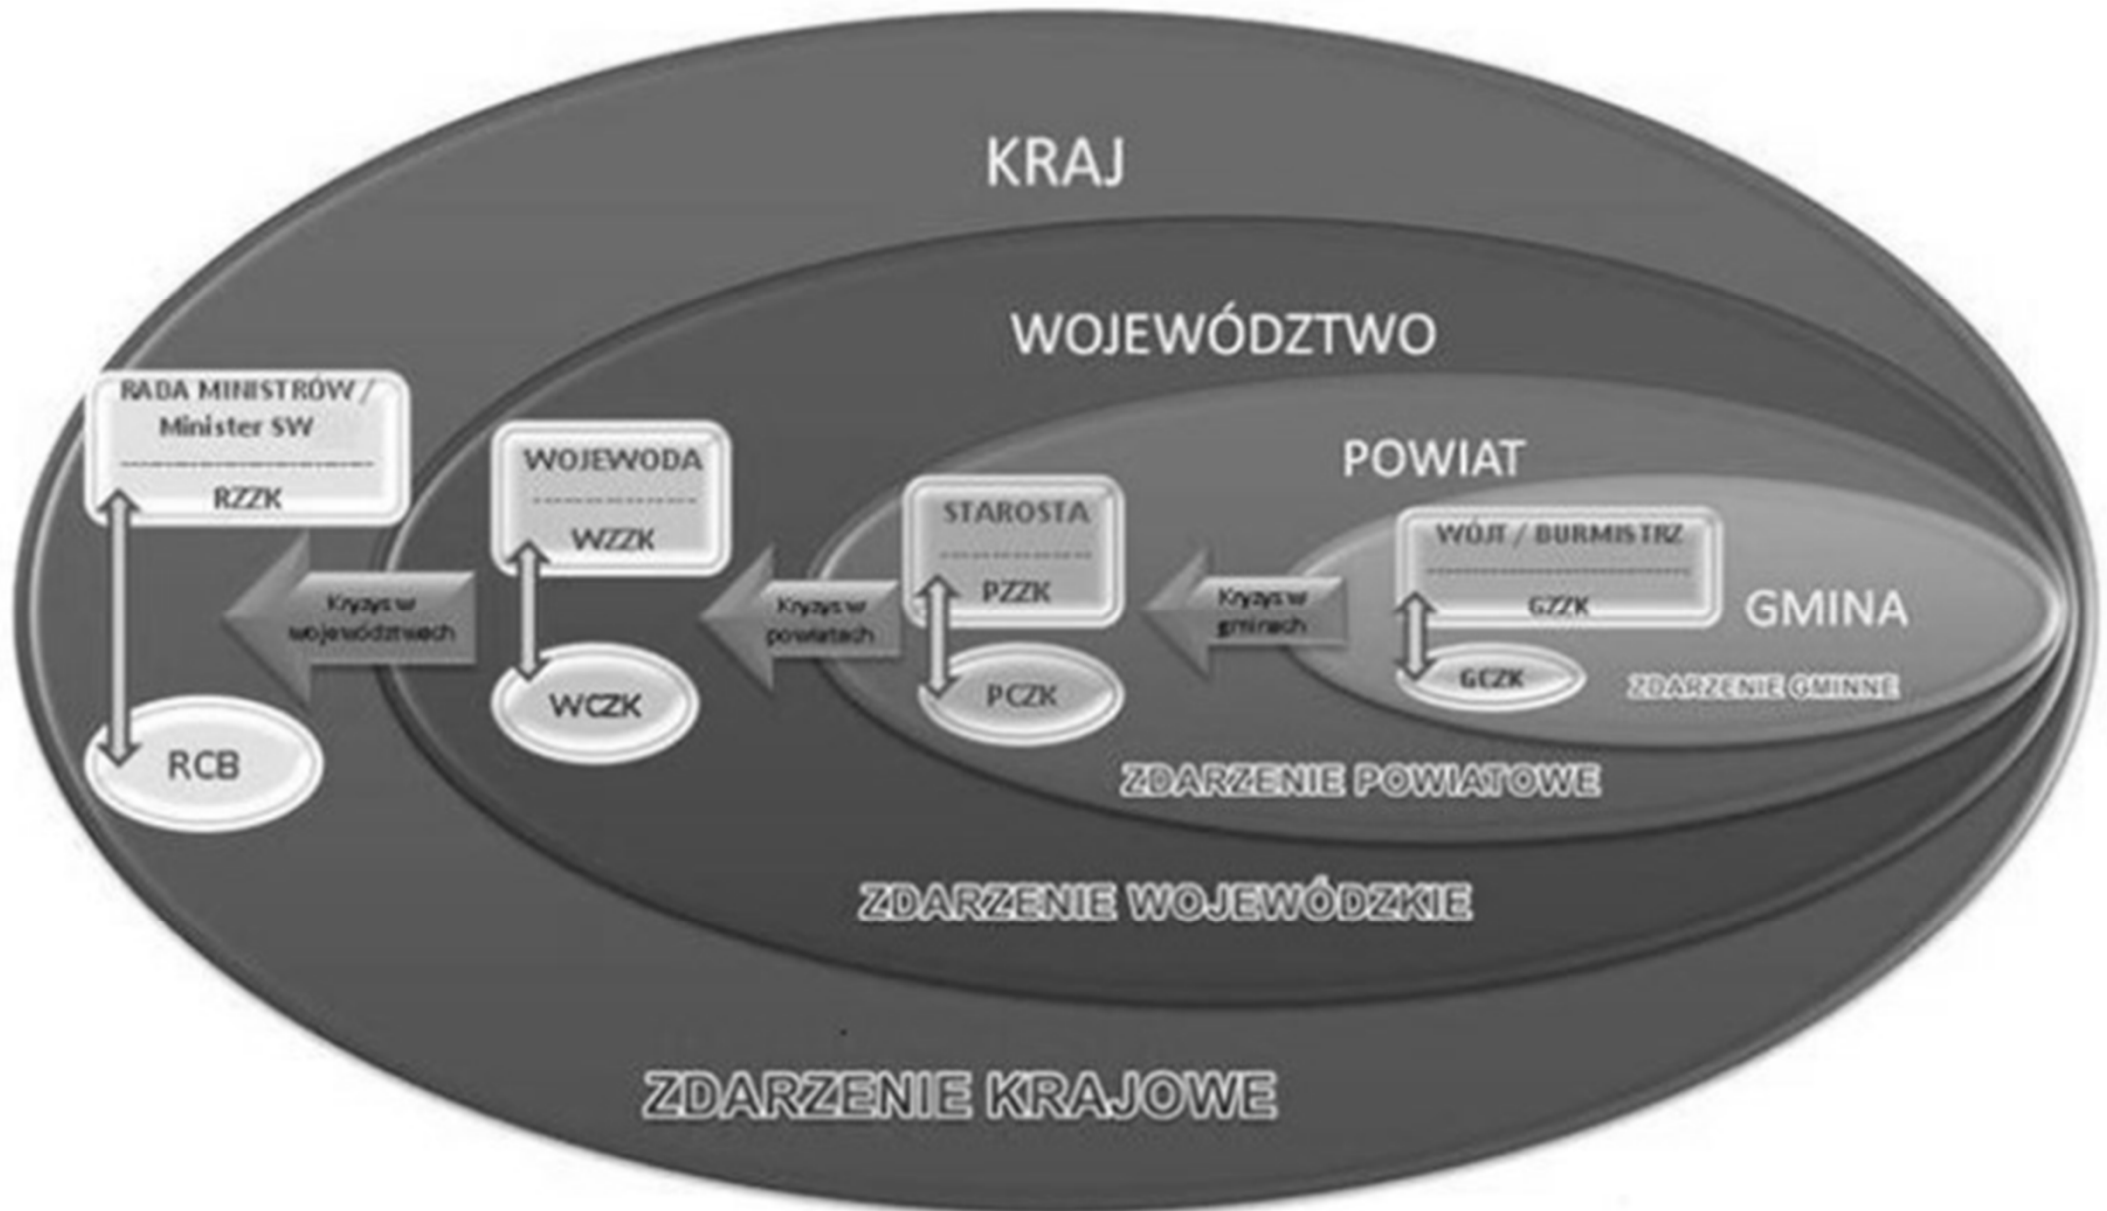 KRAJ
WOJEWÓDZTWO
POWIAT
GMINA
RADA MINISTRÓW /
Minister SW
RZZK
WOJEWODA
WZZK
STAROSTA
PZZK
WÓJT / BURMISTRZ
GZZK
Kryzys w
województwach
Kryzys w
powiatach
Kryzys w
gminach
RCB
WCZK
PCZK
GCZK
ZDARZENIE GMINNE
ZDARZENIE POWIATOWE
ZDARZENIE WOJEWÓDZKIE
ZDARZENIE KRAJOWE